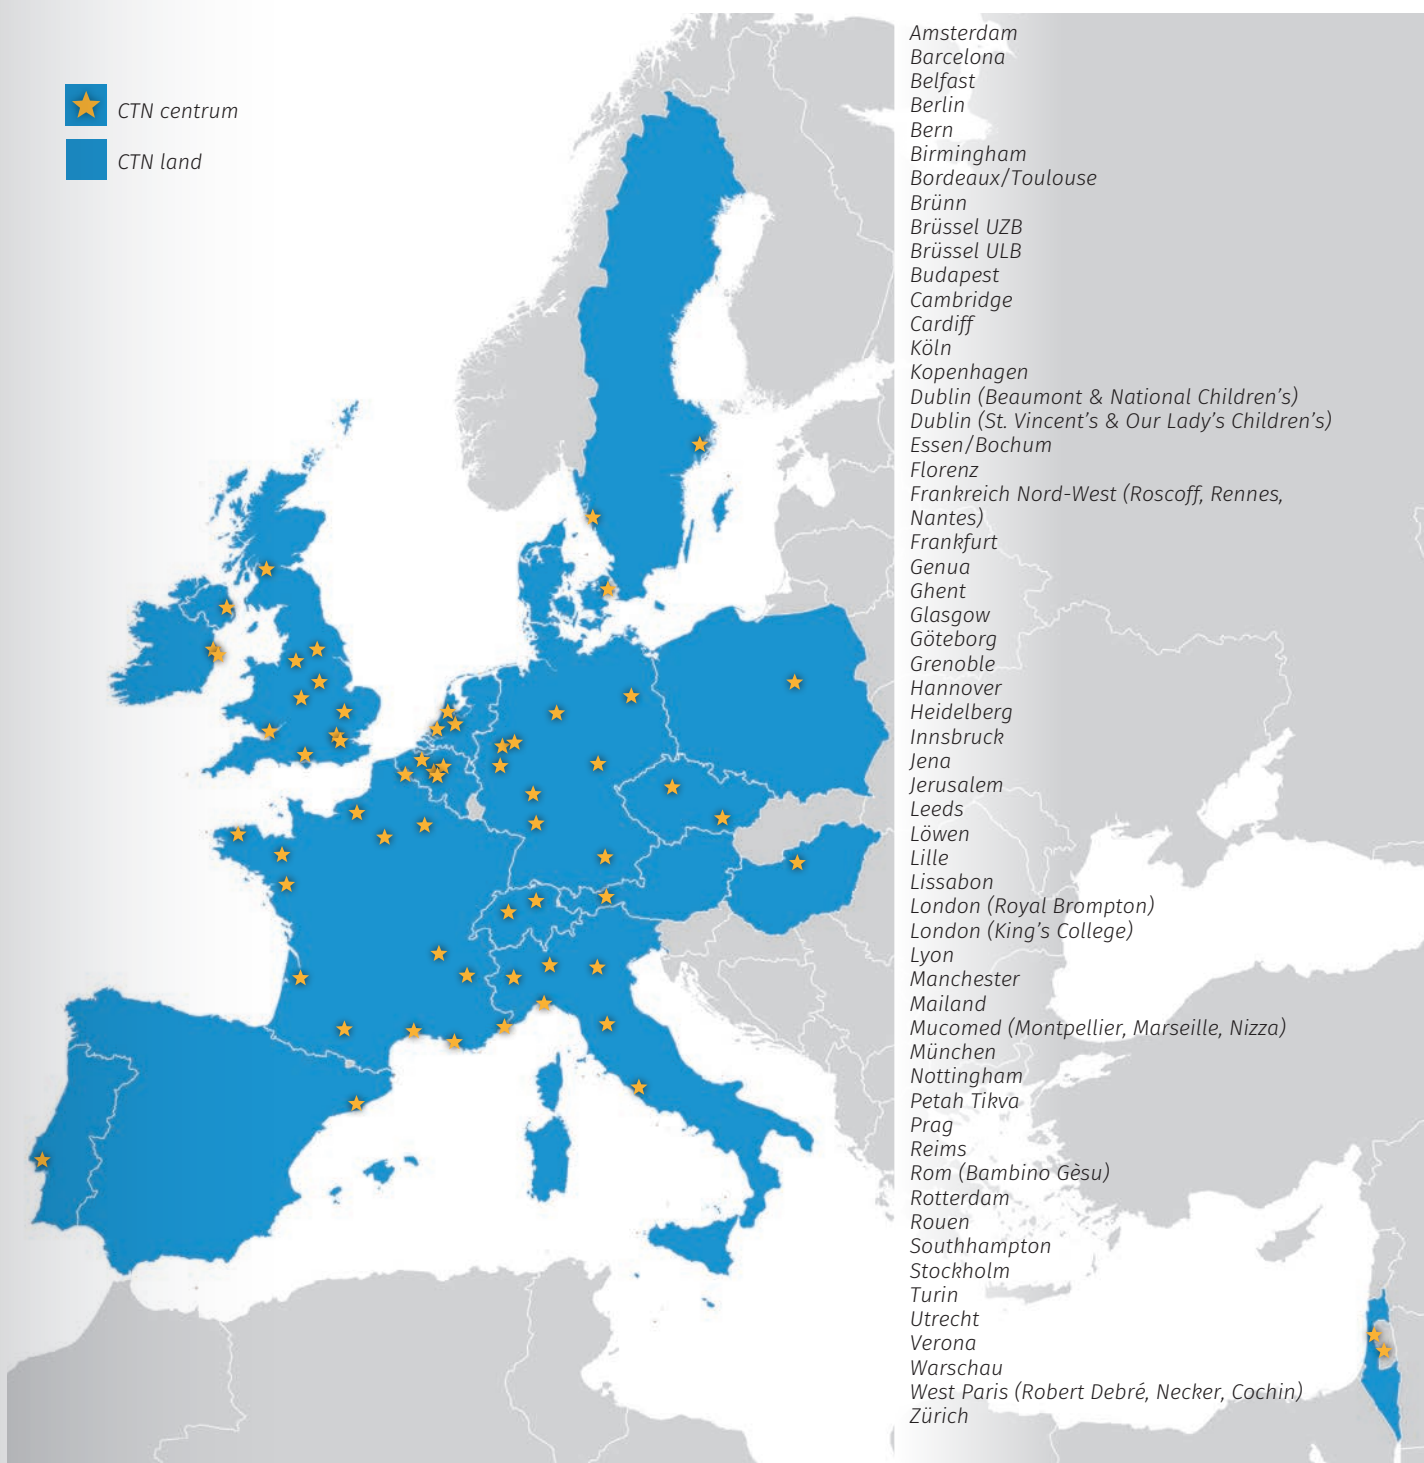 CTN centrum
CTN land
Amsterdam
Barcelona
Belfast
Berlin
Bern
Birmingham
Bordeaux/Toulouse
Brünn
Brüssel UZB
Brüssel ULB
Budapest
Cambridge
Cardiff
Köln
Kopenhagen
Dublin (Beaumont & National Children’s)
Dublin (St. Vincent’s & Our Lady’s Children’s)
Essen/Bochum
Florenz
Frankreich Nord-West (Roscoff, Rennes,
Nantes)
Frankfurt
Genua
Ghent
Glasgow
Göteborg
Grenoble
Hannover
Heidelberg
Innsbruck
Jena
Jerusalem
Leeds
Löwen
Lille
Lissabon
London (Royal Brompton)
London (King’s College)
Lyon
Manchester
Mailand
Mucomed (Montpellier, Marseille, Nizza)
München
Nottingham
Petah Tikva
Prag
Reims
Rom (Bambino Gèsu)
Rotterdam
Rouen
Southhampton
Stockholm
Turin
Utrecht
Verona
Warschau
West Paris (Robert Debré, Necker, Cochin)
Zürich